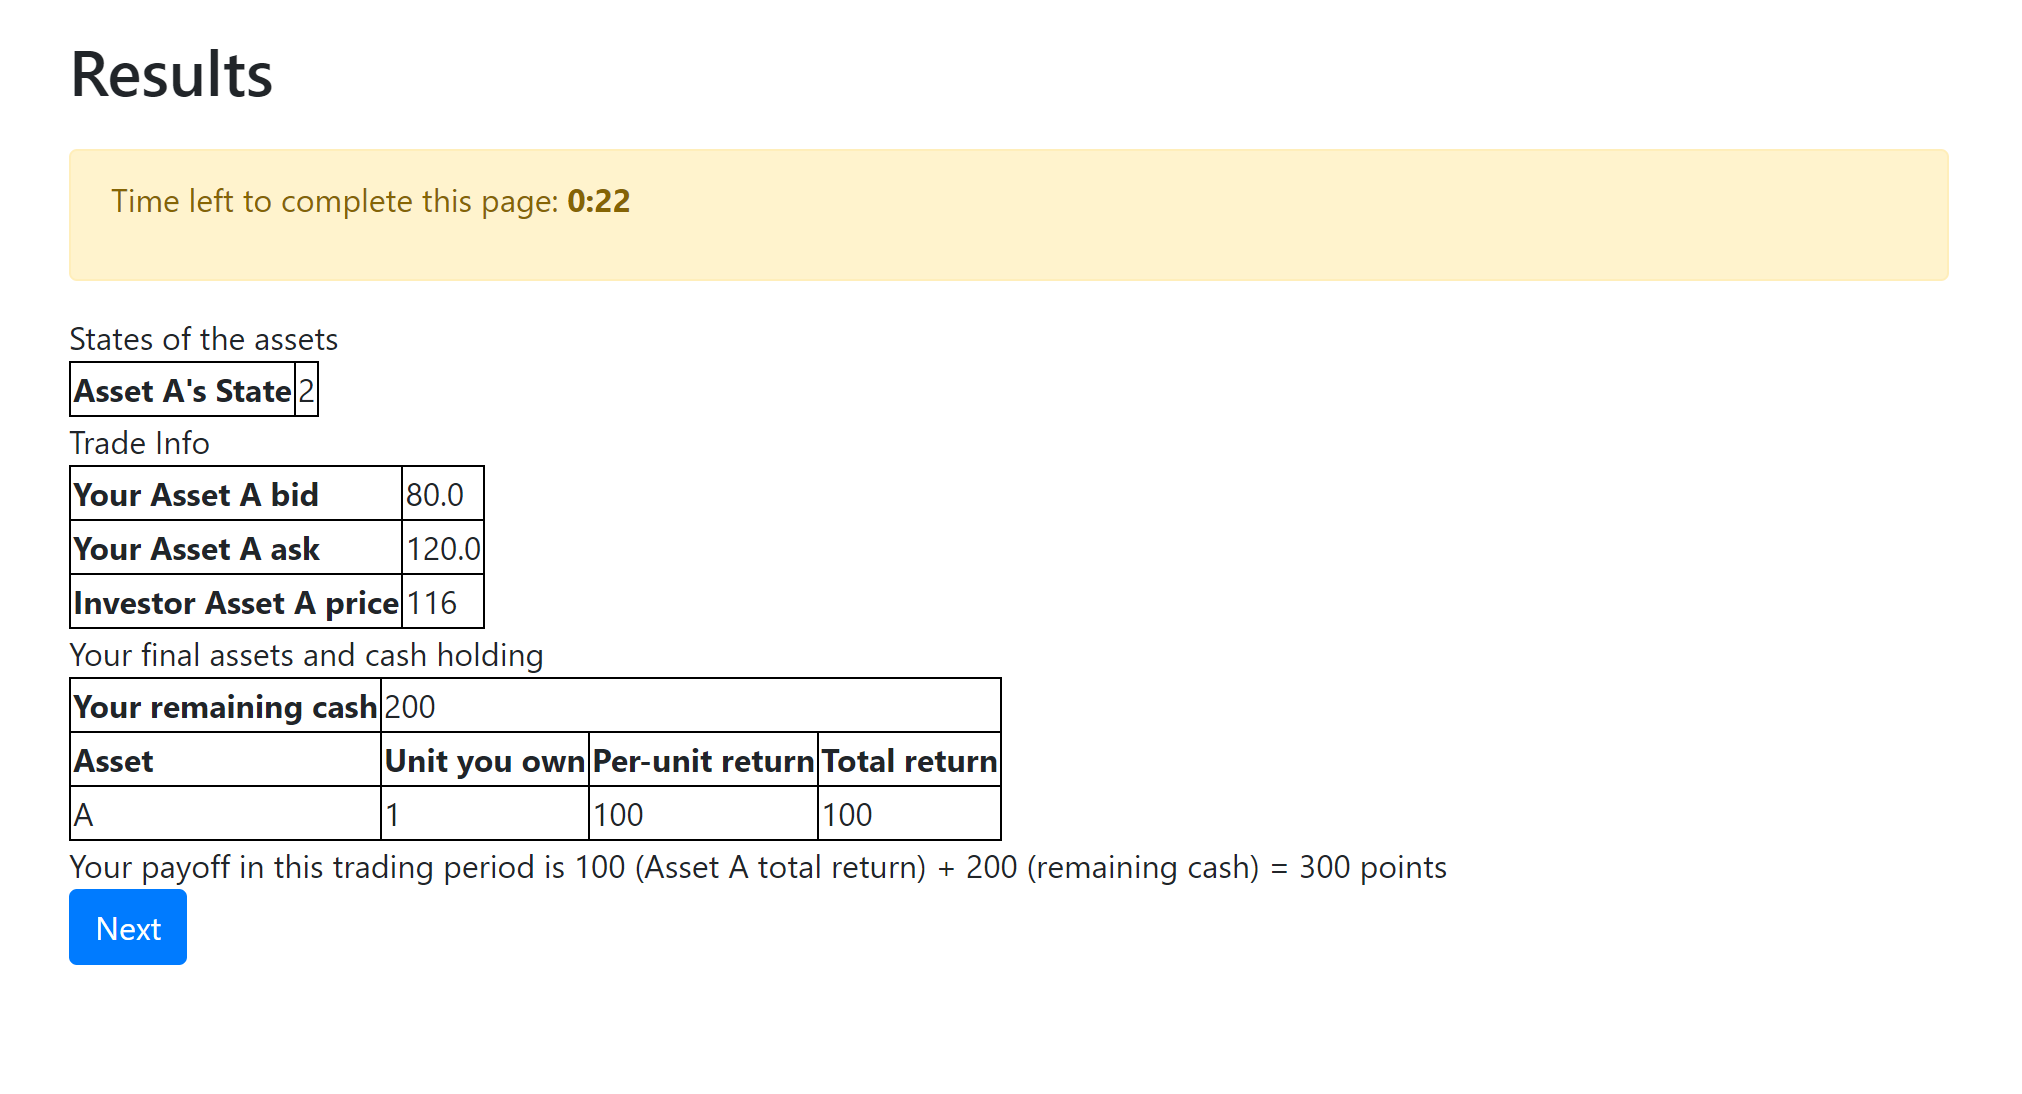 Results
Time left to complete this page: 0:22
States of the assets
Asset A's State 2
Trade Info
Your Asset A bid 80.0
Your Asset A ask 120.0
Investor Asset A price 116
Your final assets and cash holding
Your remaining cash 200
Asset Unit you own Per-unit return Total return
A 1 100 100
Your payoff in this trading period is 100 (Asset A total return) + 200 (remaining cash) = 300 points
Next